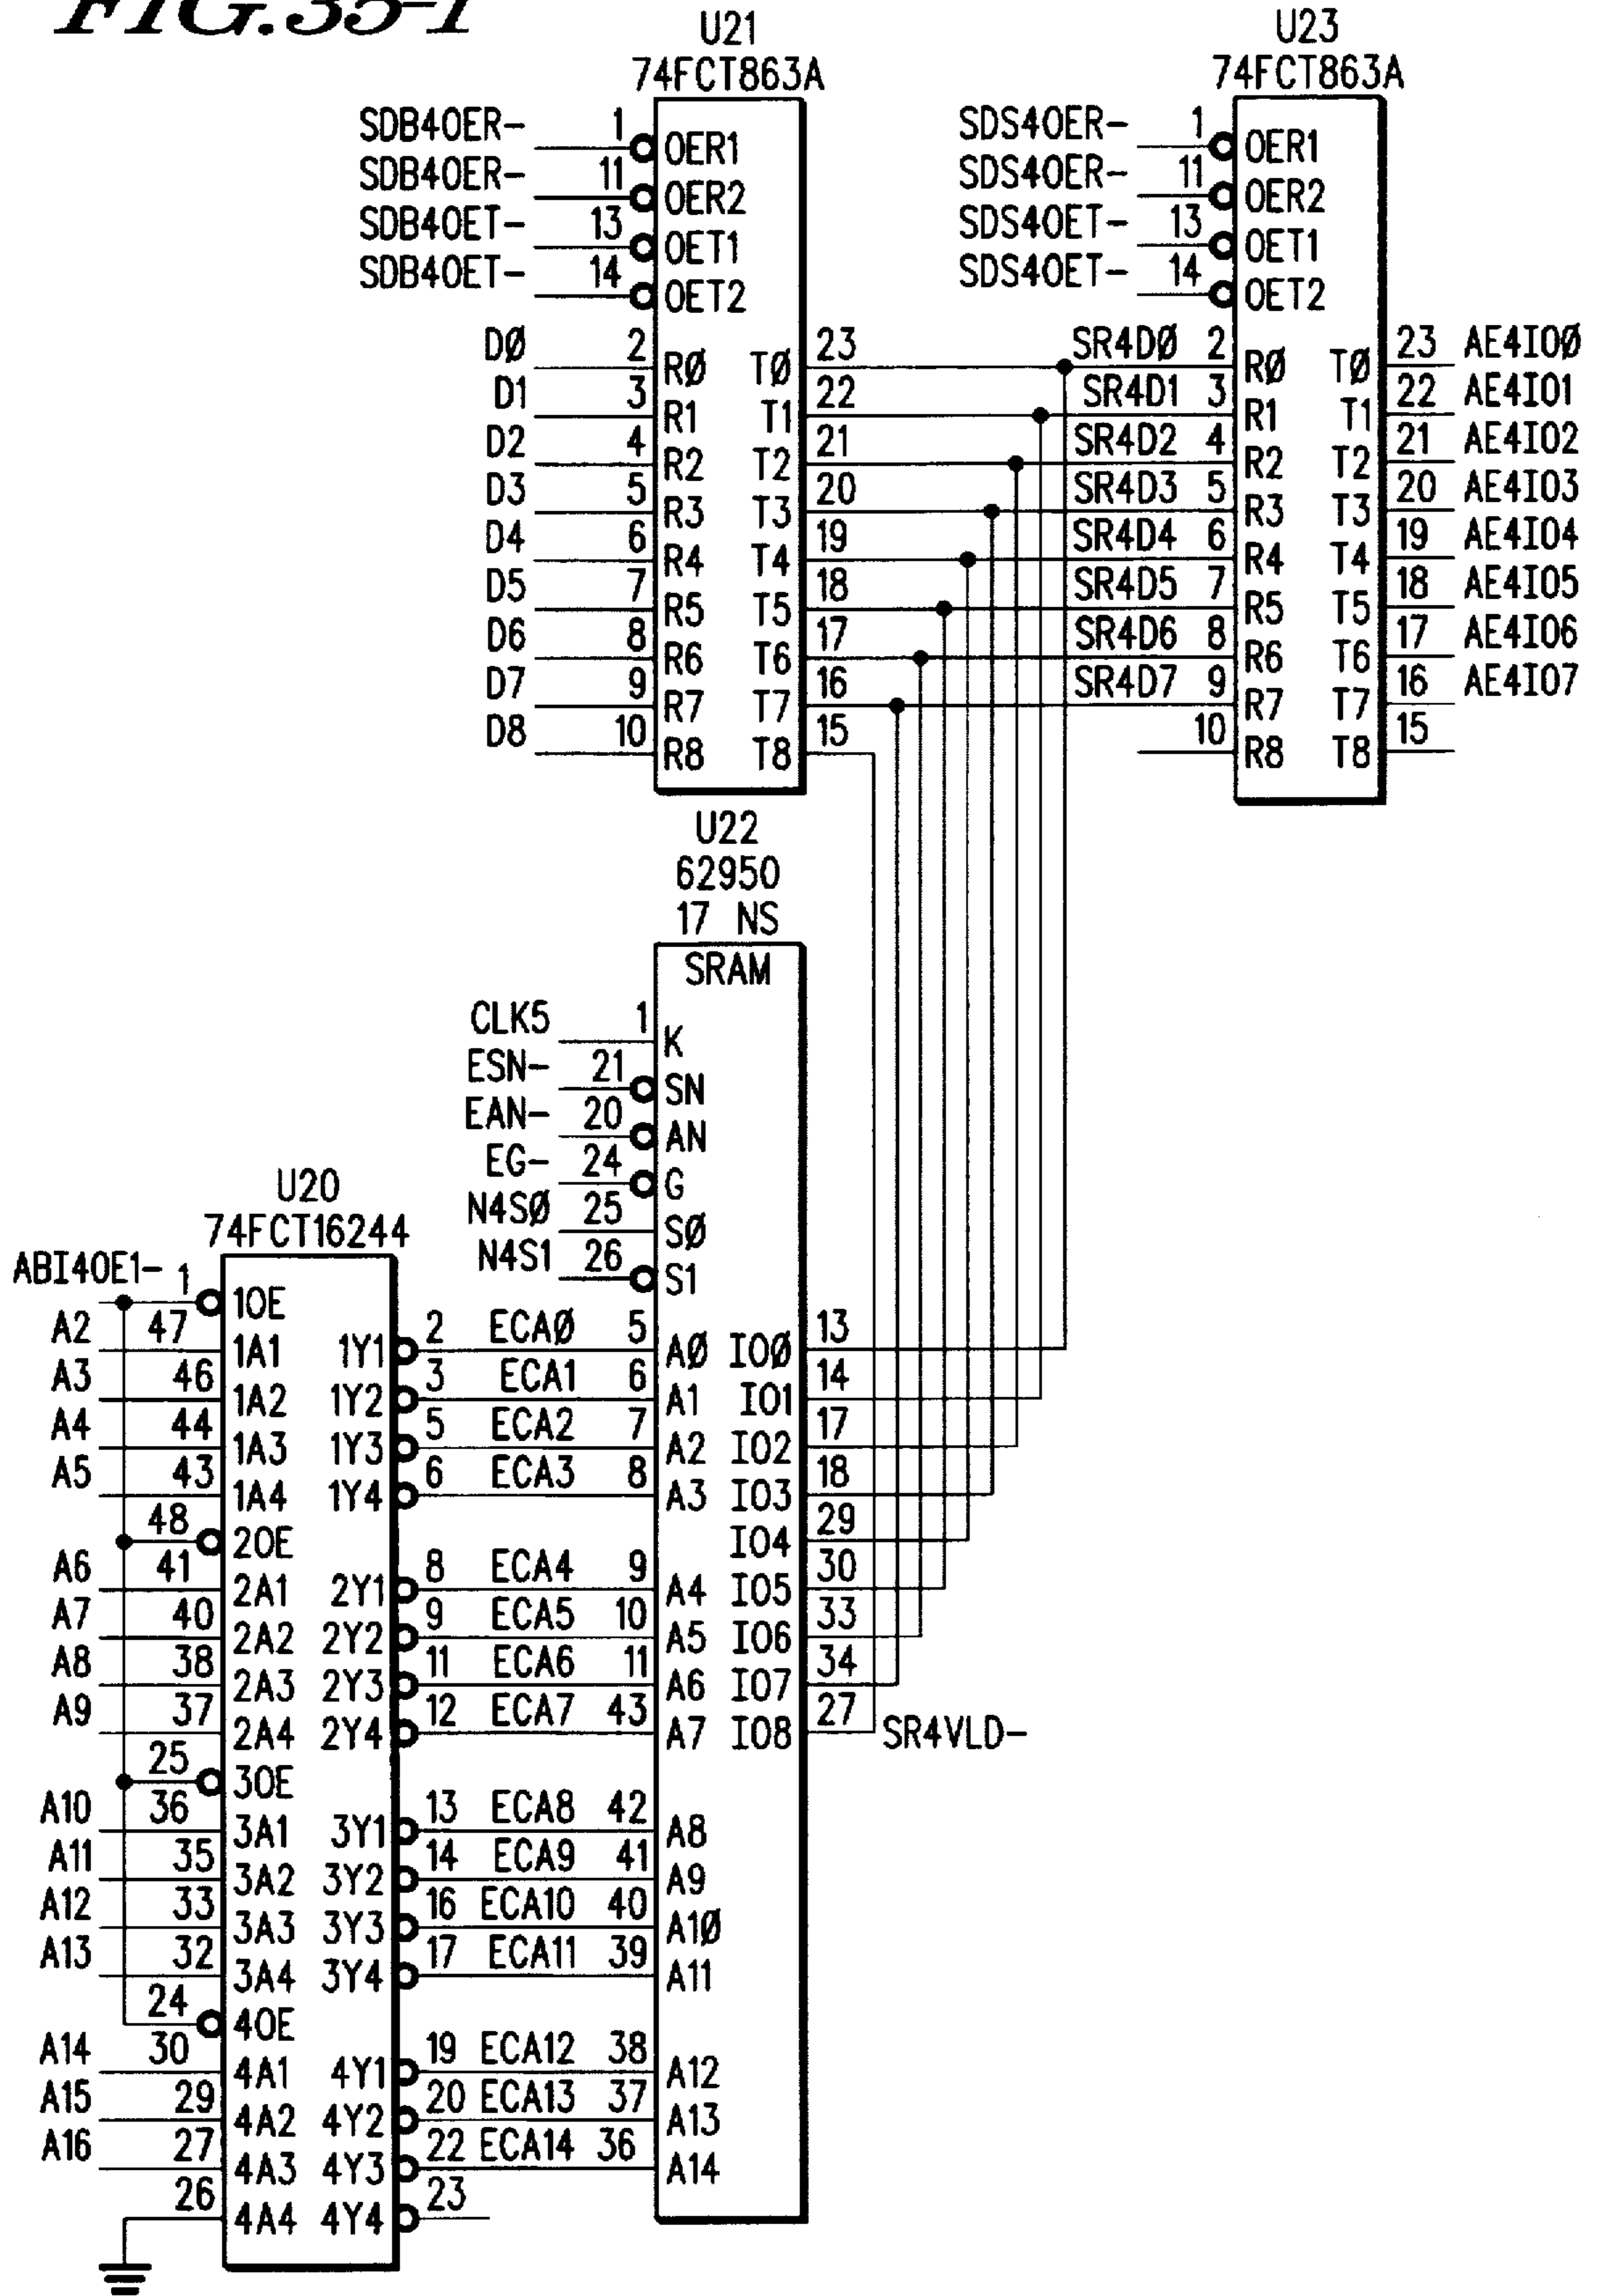 FIG.35-1
U21
74FCT863A
SDB4OER- 1 OER1
SDB4OER- 11 OER2
SDB4OET- 13 OET1
SDB4OET- 14 OET2
DØ 2 RØ TØ 23
D1 3 R1 T1 22
D2 4 R2 T2 21
D3 5 R3 T3 20
D4 6 R4 T4 19
D5 7 R5 T5 18
D6 8 R6 T6 17
D7 9 R7 T7 16
D8 10 R8 T8 15
U23
74FCT863A
SDS4OER- 1 OER1
SDS4OER- 11 OER2
SDS4OET- 13 OET1
SDS4OET- 14 OET2
SR4DØ 2 RØ TØ 23 AE4IOØ
SR4D1 3 R1 T1 22 AE4IO1
SR4D2 4 R2 T2 21 AE4IO2
SR4D3 5 R3 T3 20 AE4IO3
SR4D4 6 R4 T4 19 AE4IO4
SR4D5 7 R5 T5 18 AE4IO5
SR4D6 8 R6 T6 17 AE4IO6
SR4D7 9 R7 T7 16 AE4IO7
10 R8 T8 15
U22
62950
17 NS
SRAM
CLK5 1 K
ESN- 21 SN
EAN- 20 AN
EG- 24 G
N4SØ 25 SØ
N4S1 26 S1
U20
74FCT16244
ABI4OE1- 1 1OE
A2 47 1A1 1Y1 2 ECAØ 5 AØ IOØ 13
A3 46 1A2 1Y2 3 ECA1 6 A1 IO1 14
A4 44 1A3 1Y3 5 ECA2 7 A2 IO2 17
A5 43 1A4 1Y4 6 ECA3 8 A3 IO3 18
48 2OE IO4 29
A6 41 2A1 2Y1 8 ECA4 9 A4 IO5 30
A7 40 2A2 2Y2 9 ECA5 10 A5 IO6 33
A8 38 2A3 2Y3 11 ECA6 11 A6 IO7 34
A9 37 2A4 2Y4 12 ECA7 43 A7 IO8 27 SR4VLD-
25 3OE
A10 36 3A1 3Y1 13 ECA8 42 A8
A11 35 3A2 3Y2 14 ECA9 41 A9
A12 33 3A3 3Y3 16 ECA10 40 A1Ø
A13 32 3A4 3Y4 17 ECA11 39 A11
24 4OE
A14 30 4A1 4Y1 19 ECA12 38 A12
A15 29 4A2 4Y2 20 ECA13 37 A13
A16 27 4A3 4Y3 22 ECA14 36 A14
26 4A4 4Y4 23